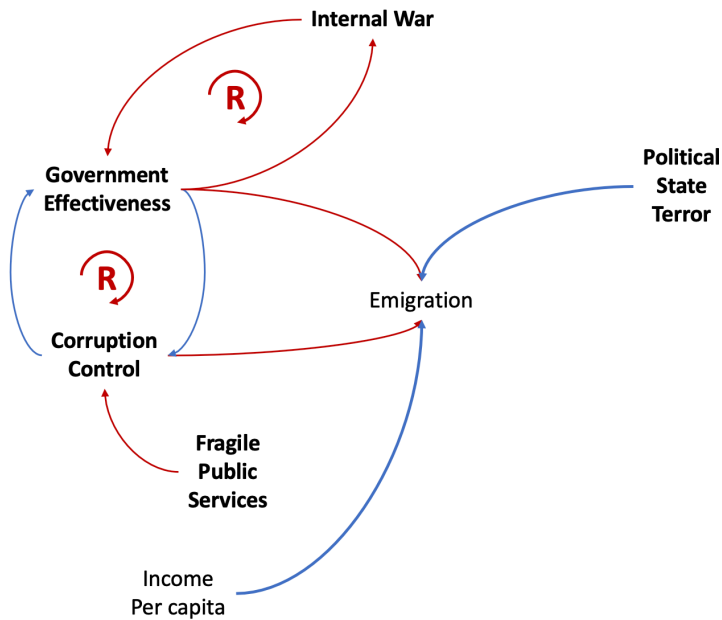 Internal War
R
Government
Effectiveness
Political
State
Terror
R
Emigration
Corruption
Control
Fragile
Public
Services
Income
Per capita